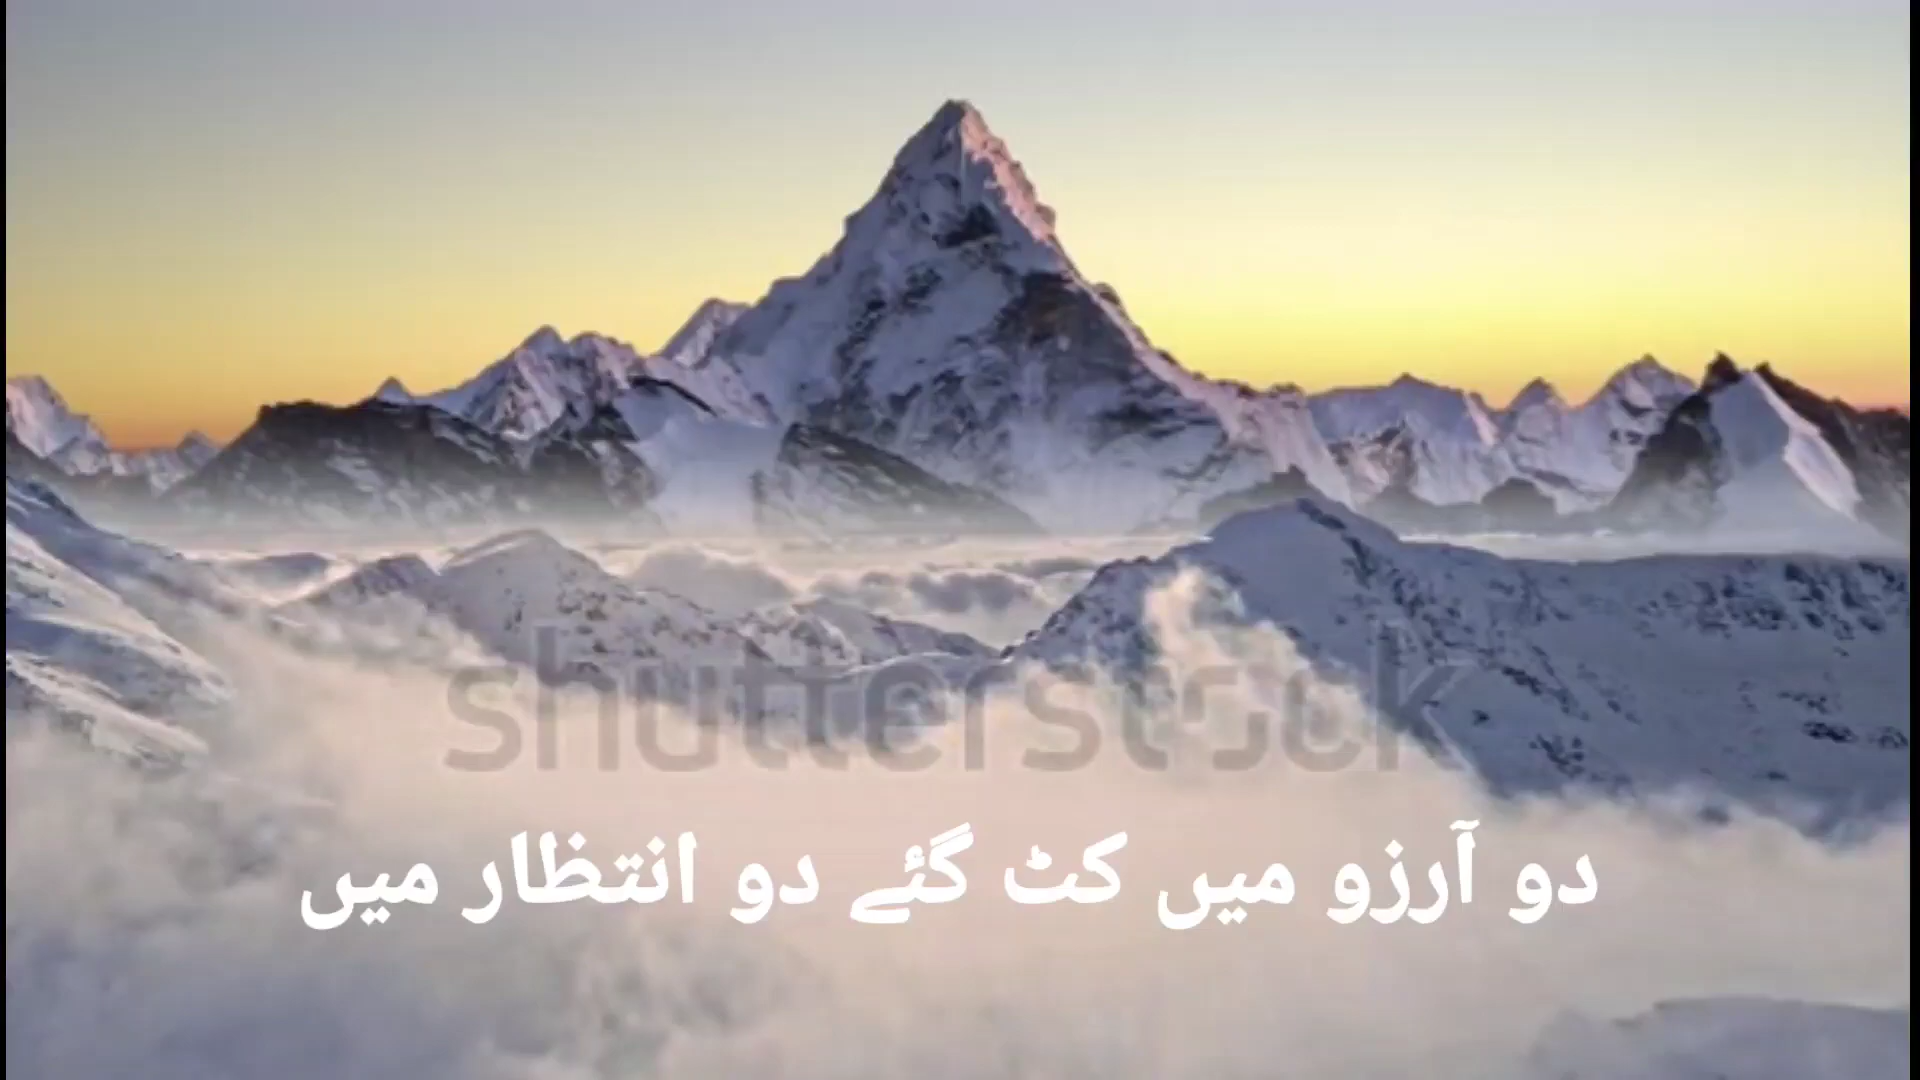 shutterstock
دو آرزو میں کٹ گئے دو انتظار میں